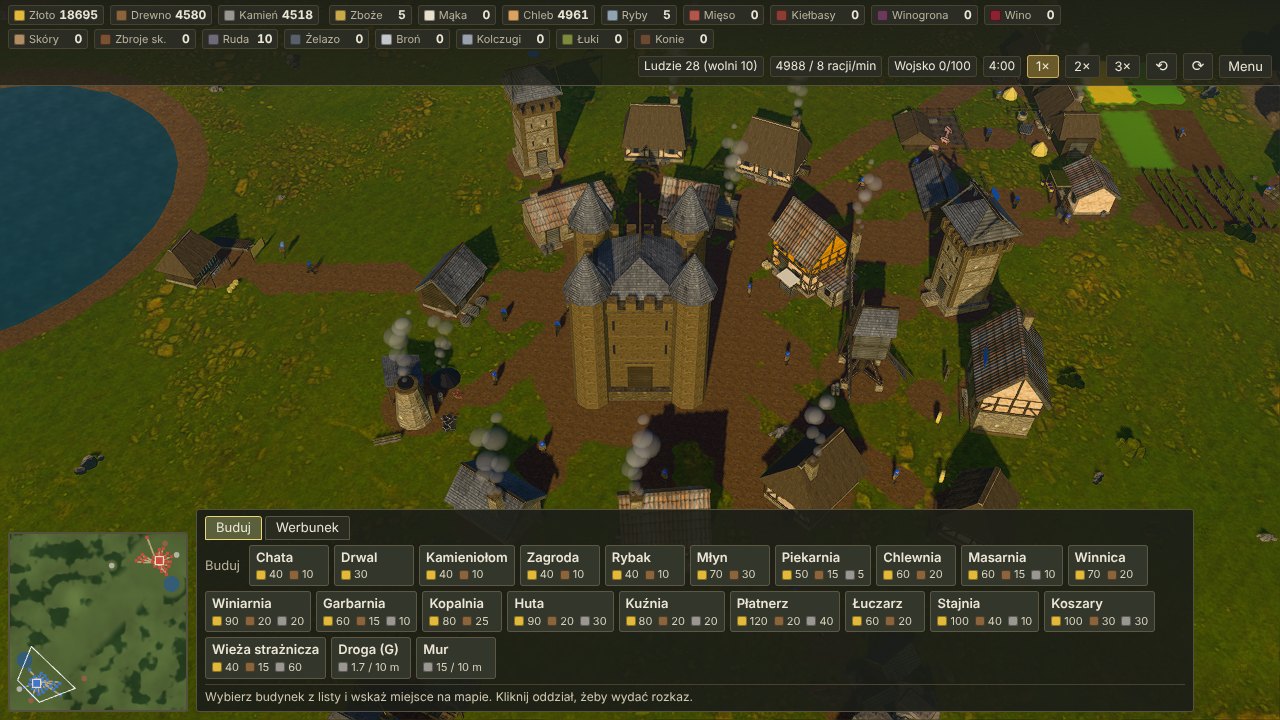 Złoto 18695 Drewno 4580 Kamień 4518 Zboże 5 Mąka 0 Chleb 4961 Ryby 5 Mięso 0 Kiełbasy 0 Winogrona 0 Wino 0
Skóry 0 Zbroje sk. 0 Ruda 10 Żelazo 0 Broń 0 Kolczugi 0 Łuki 0 Konie 0
Ludzie 28 (wolni 10) 4988 / 8 racji/min Wojsko 0/100 4:00 1× 2× 3× ⟲ ⟳ Menu
Buduj Werbunek
Buduj
Chata Drwal Kamieniołom Zagroda Rybak Młyn Piekarnia Chlewnia Masarnia Winnica
40 10 30 40 10 40 10 40 10 70 30 50 15 5 60 20 60 15 10 70 20
Winiarnia Garbarnia Kopalnia Huta Kuźnia Płatnerz Łuczarz Stajnia Koszary
90 20 20 60 15 10 80 25 90 20 30 80 20 20 120 20 40 60 20 100 40 10 100 30 30
Wieża strażnicza Droga (G) Mur
40 15 60 1.7 / 10 m 15 / 10 m
Wybierz budynek z listy i wskaż miejsce na mapie. Kliknij oddział, żeby wydać rozkaz.